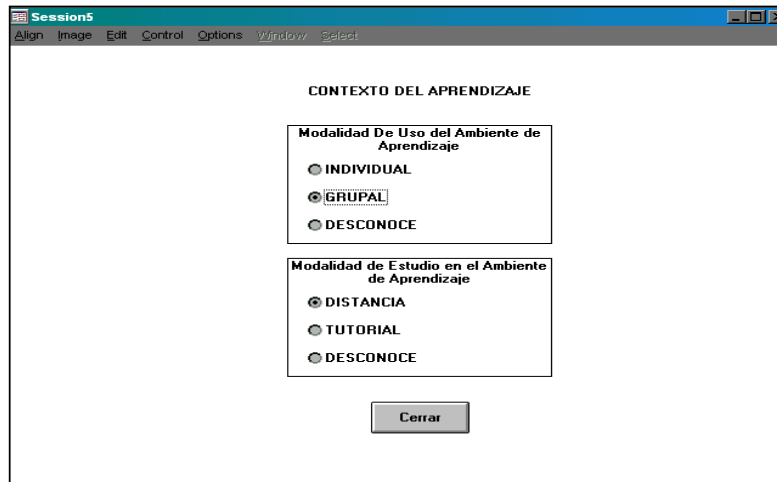 Session5
Align Image Edit Control Options Window Select
CONTEXTO DEL APRENDIZAJE
Modalidad De Uso del Ambiente de
Aprendizaje
INDIVIDUAL
GRUPAL
DESCONOCE
Modalidad de Estudio en el Ambiente
de Aprendizaje
DISTANCIA
TUTORIAL
DESCONOCE
Cerrar